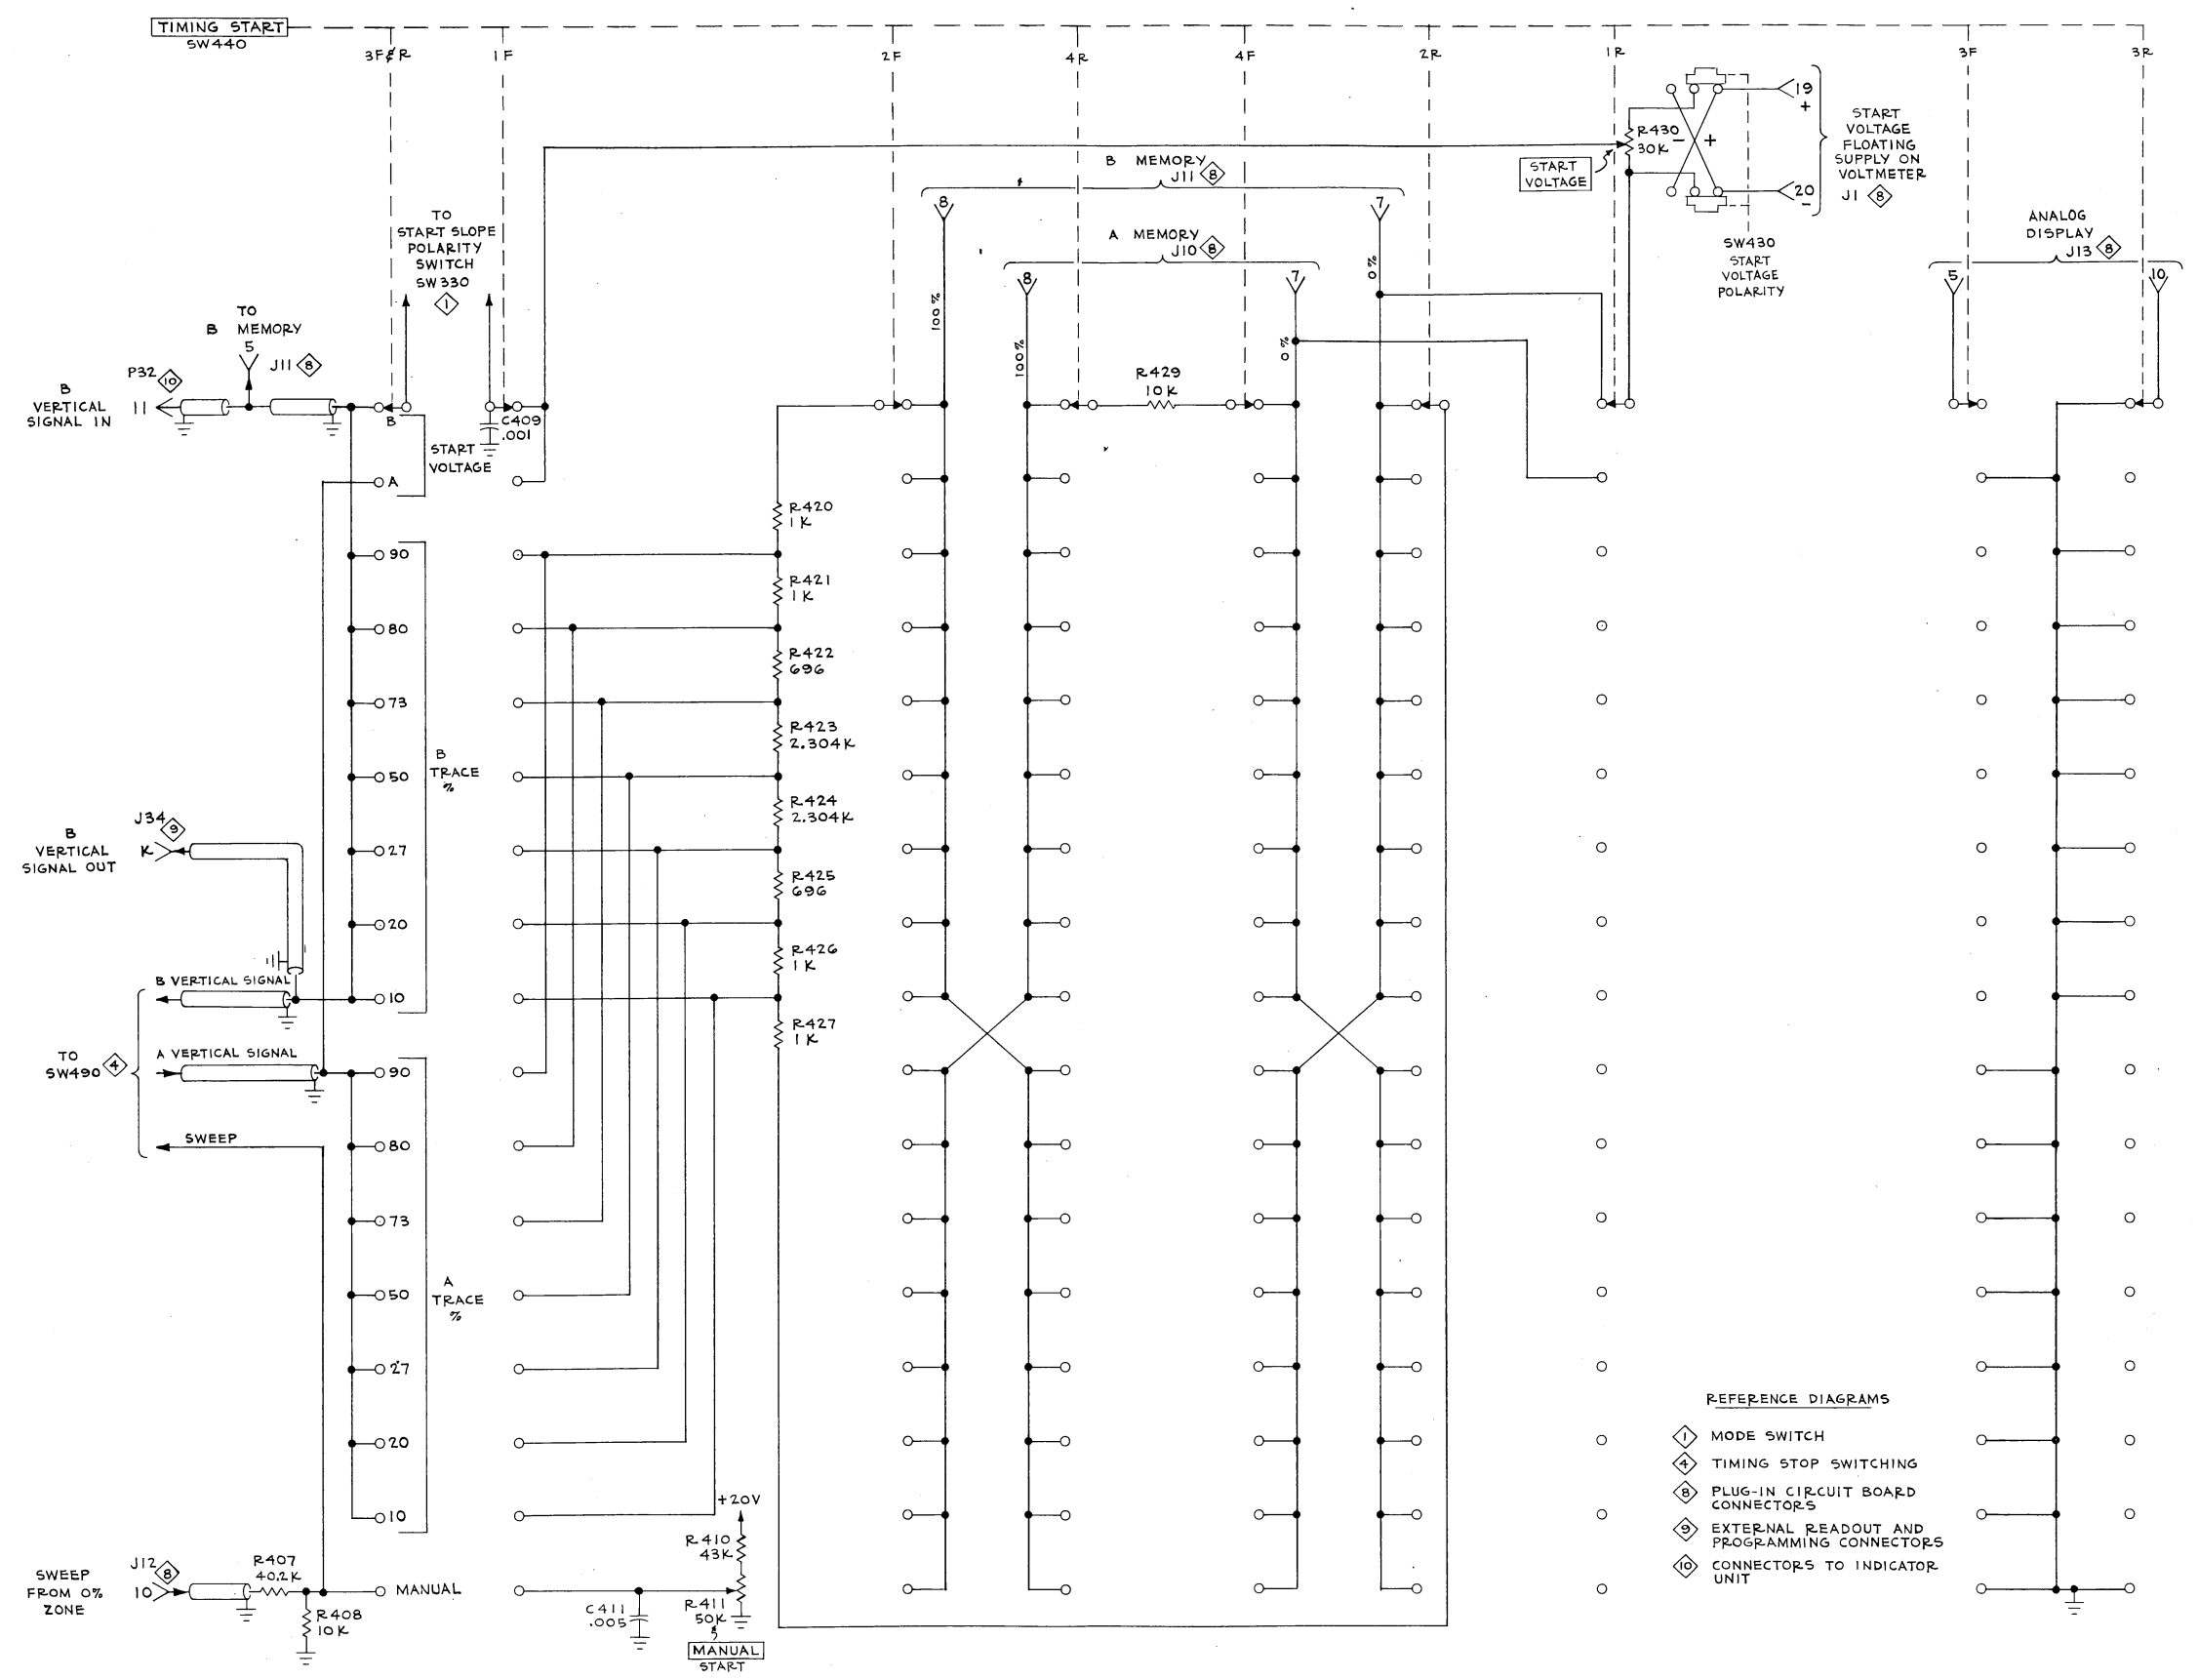 TIMING START
SW440
3F & R
1F
2F
4R
4F
2R
1R
3F
3R
TO
START SLOPE
POLARITY
SWITCH
SW330
1
TO
B MEMORY
5
J11 8
P32 10
B
VERTICAL
SIGNAL IN
11
B
START
VOLTAGE
A
C409
.001
B MEMORY
J11 8
8
7
A MEMORY
J10 8
8
7
100%
100%
0%
0%
R429
10K
R430
30K
- +
START
VOLTAGE
19
+
20
-
START
VOLTAGE
FLOATING
SUPPLY ON
VOLTMETER
J1 8
SW430
START
VOLTAGE
POLARITY
ANALOG
DISPLAY
J13 8
5
10
90
80
73
50
27
20
10
B
TRACE
%
R420
1K
R421
1K
R422
696
R423
2.304K
R424
2.304K
R425
696
R426
1K
R427
1K
J34 9
B
VERTICAL
SIGNAL OUT
K
B VERTICAL SIGNAL
TO
SW490 4
A VERTICAL SIGNAL
SWEEP
90
80
73
50
27
20
10
A
TRACE
%
J12 8
SWEEP
FROM 0%
ZONE
10
R407
40.2K
R408
10K
MANUAL
C411
.005
+20V
R410
43K
R411
50K
MANUAL
START
REFERENCE DIAGRAMS
1 MODE SWITCH
4 TIMING STOP SWITCHING
8 PLUG-IN CIRCUIT BOARD
CONNECTORS
9 EXTERNAL READOUT AND
PROGRAMMING CONNECTORS
10 CONNECTORS TO INDICATOR
UNIT